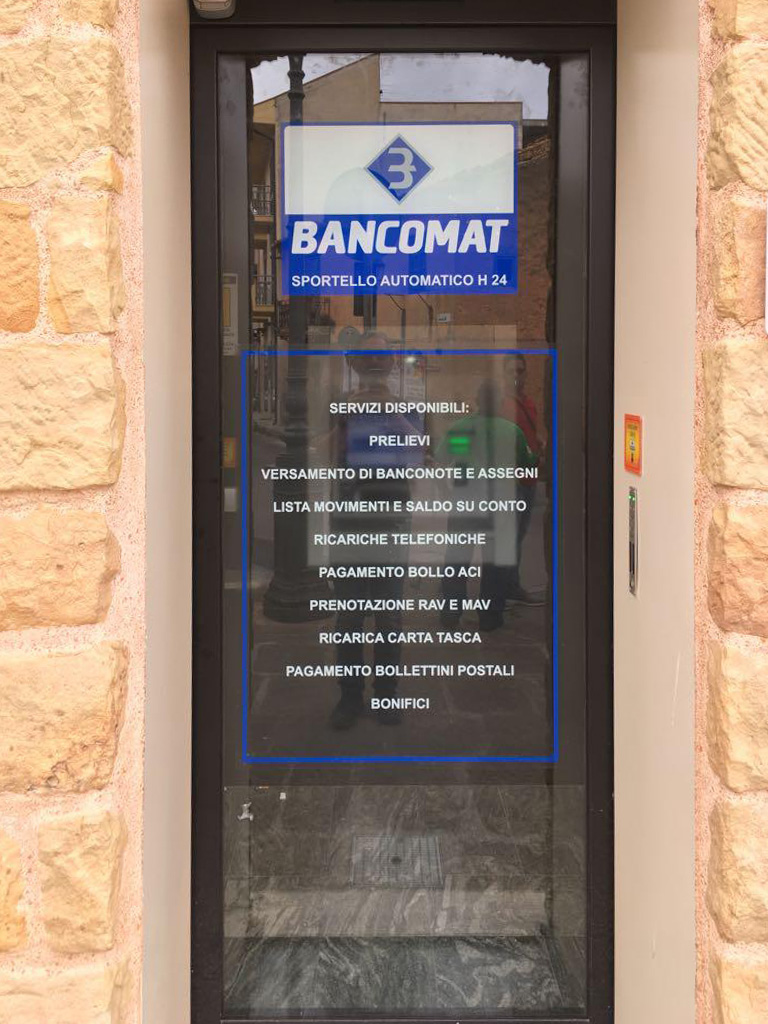 BANCOMAT
SPORTELLO AUTOMATICO H 24
SERVIZI DISPONIBILI:
PRELIEVI
VERSAMENTO DI BANCONOTE E ASSEGNI
LISTA MOVIMENTI E SALDO SU CONTO
RICARICHE TELEFONICHE
PAGAMENTO BOLLO ACI
PRENOTAZIONE RAV E MAV
RICARICA CARTA TASCA
PAGAMENTO BOLLETTINI POSTALI
BONIFICI